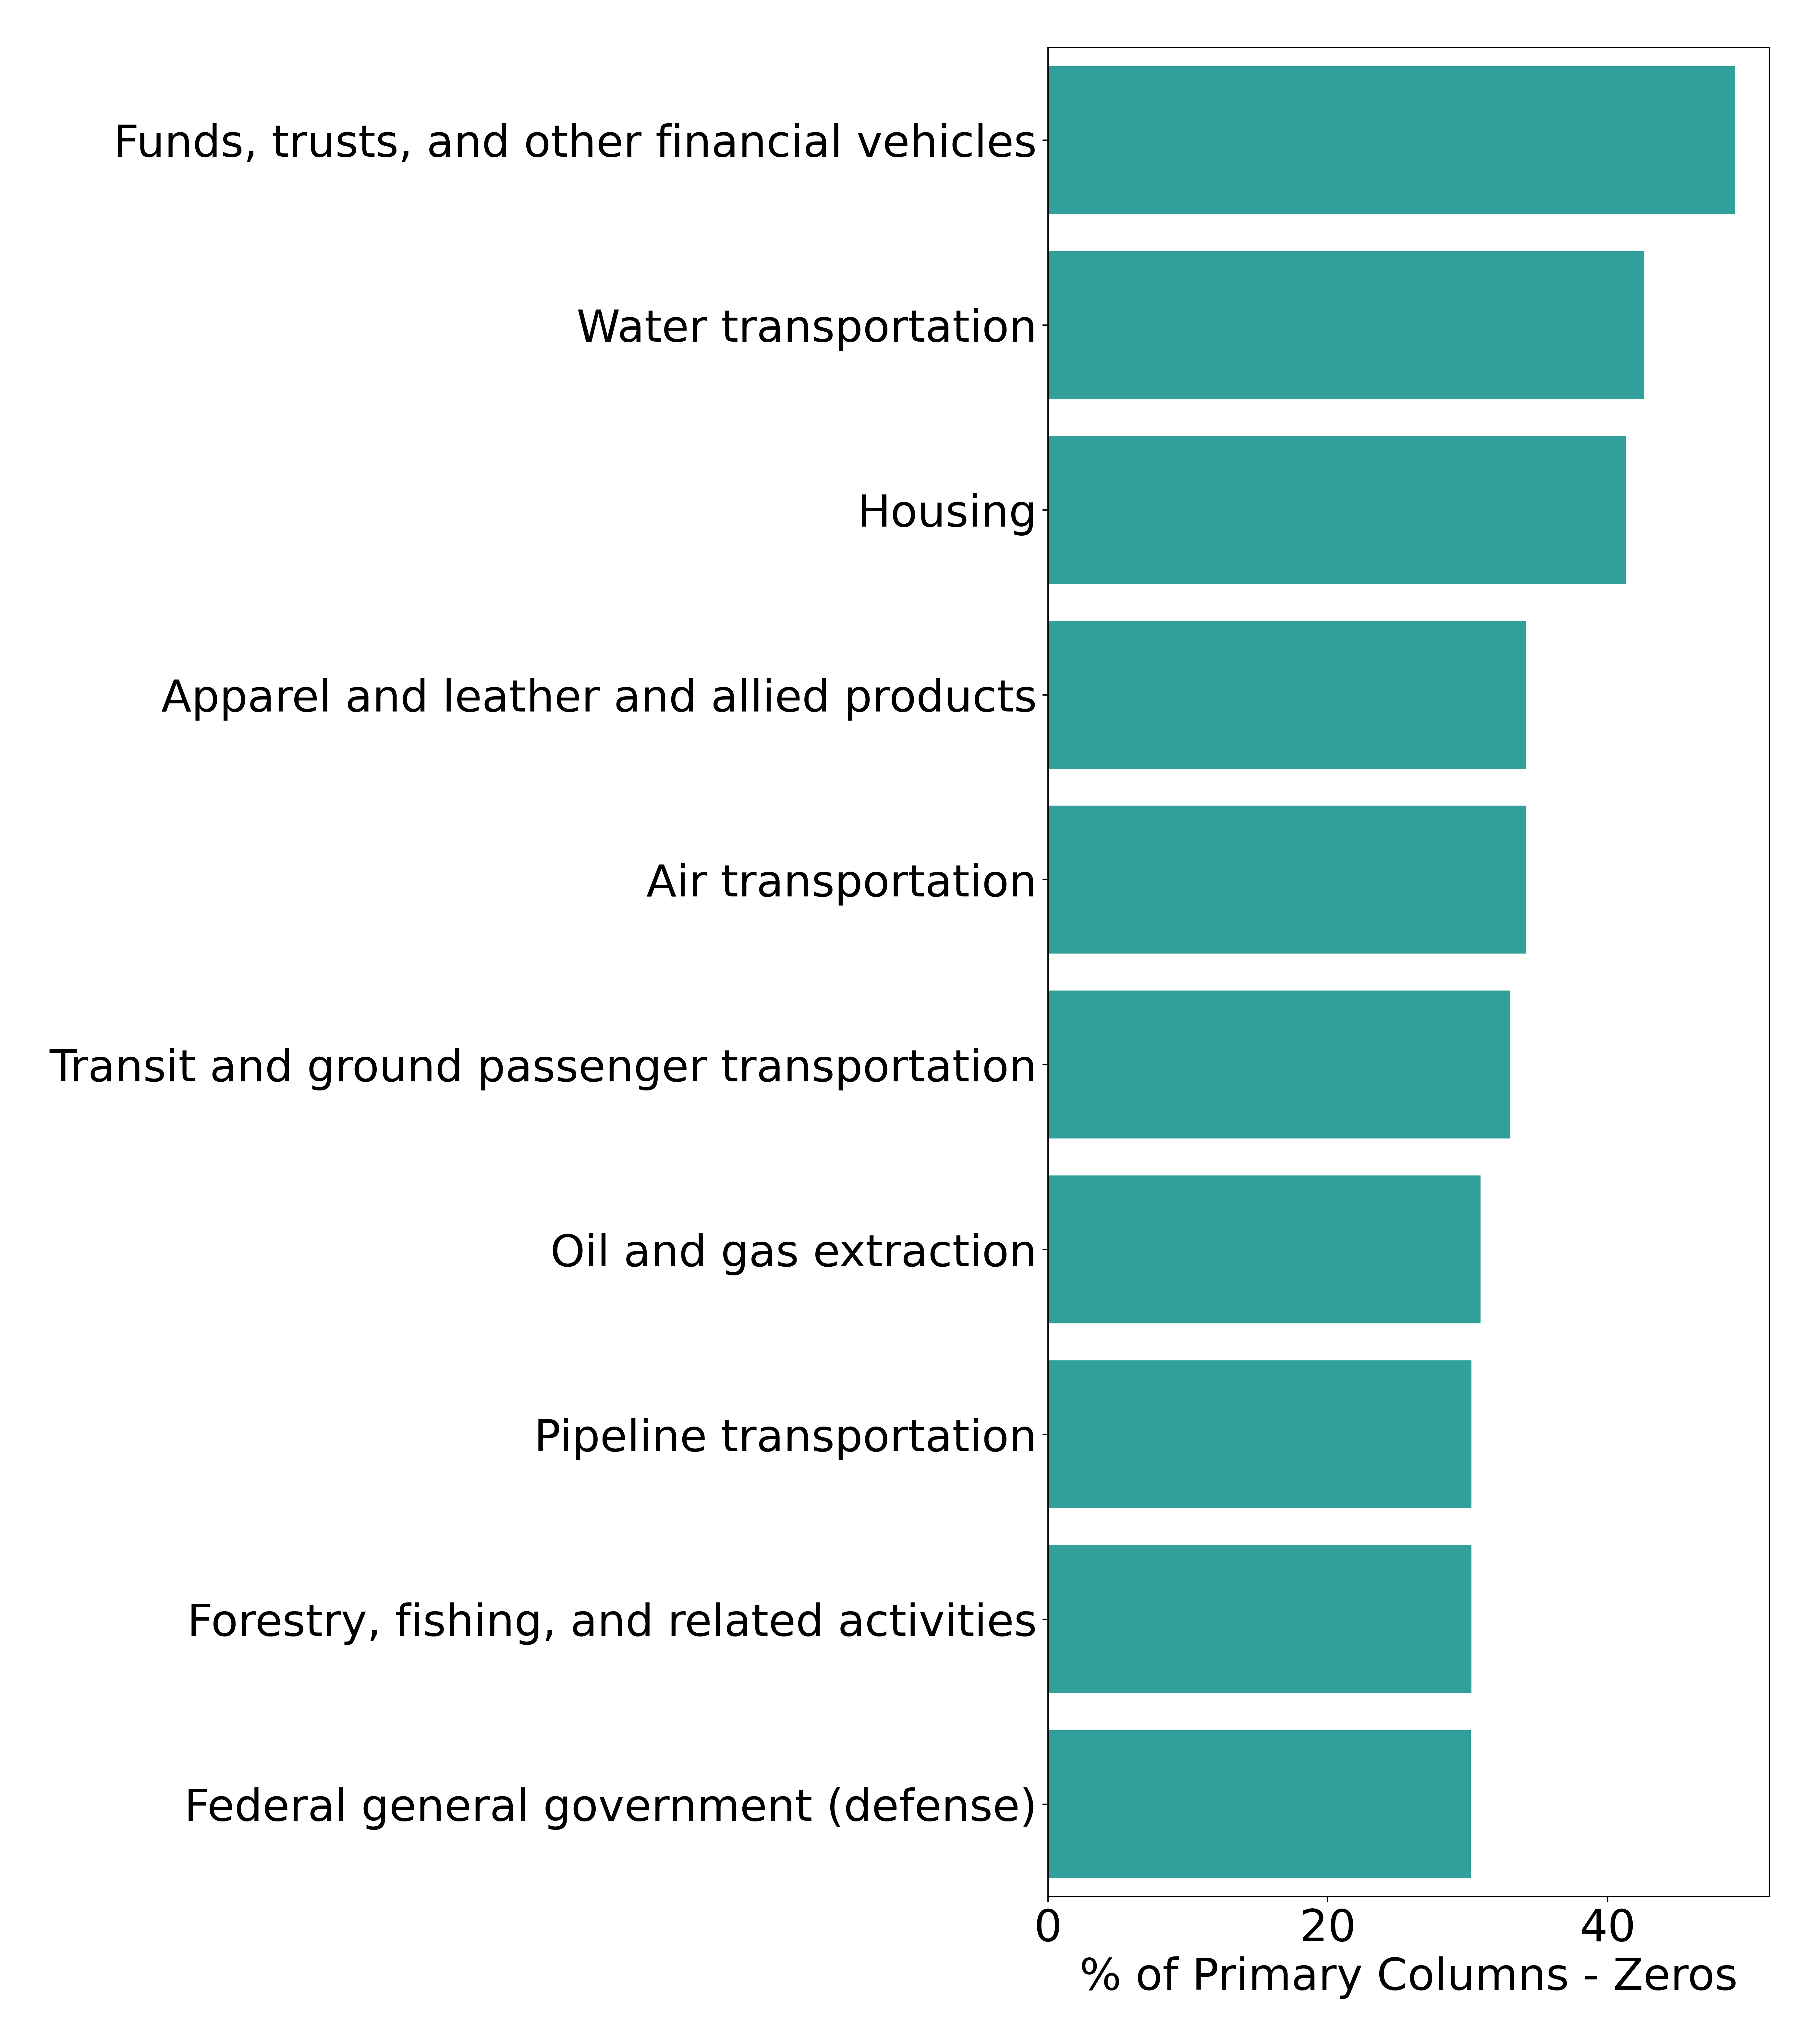 Funds, trusts, and other financial vehicles
Water transportation
Housing
Apparel and leather and allied products
Air transportation
Transit and ground passenger transportation
Oil and gas extraction
Pipeline transportation
Forestry, fishing, and related activities
Federal general government (defense)
0 20 40
% of Primary Columns - Zeros